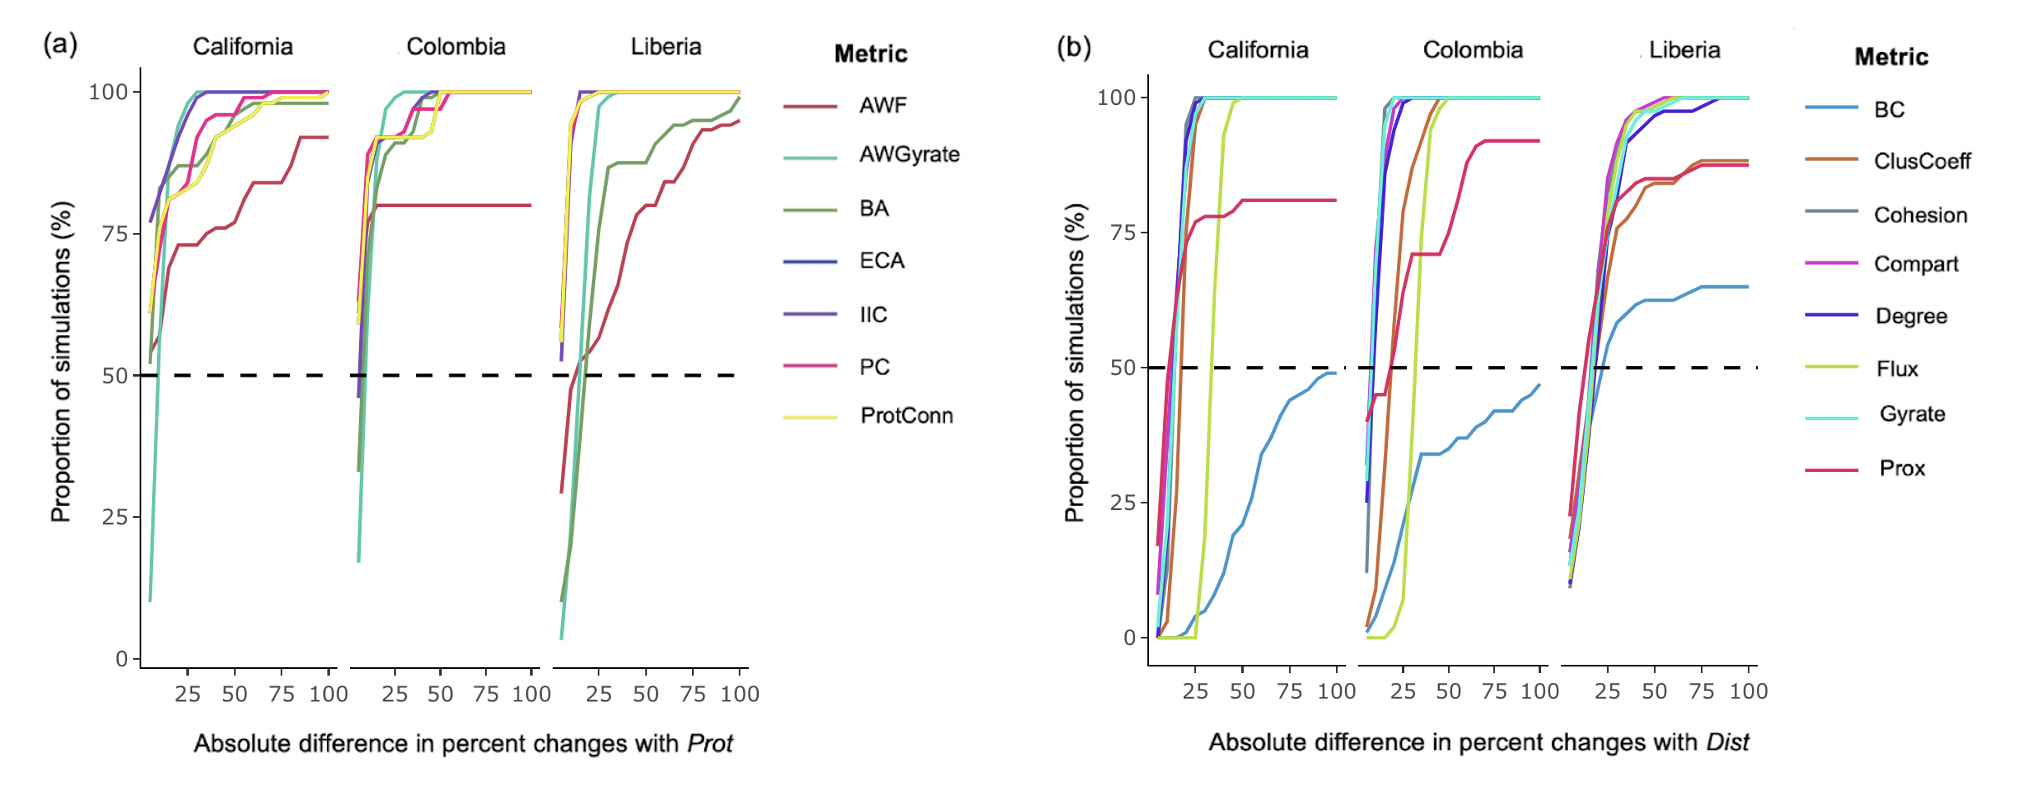 (a)
California
Colombia
Liberia
Metric
AWF
AWGyrate
BA
ECA
IIC
PC
ProtConn
Proportion of simulations (%)
100
75
50
25
0
25 50 75 100
25 50 75 100
25 50 75 100
Absolute difference in percent changes with Prot
(b)
California
Colombia
Liberia
Metric
BC
ClusCoeff
Cohesion
Compart
Degree
Flux
Gyrate
Prox
Proportion of simulations (%)
100
75
50
25
0
25 50 75 100
25 50 75 100
25 50 75 100
Absolute difference in percent changes with Dist